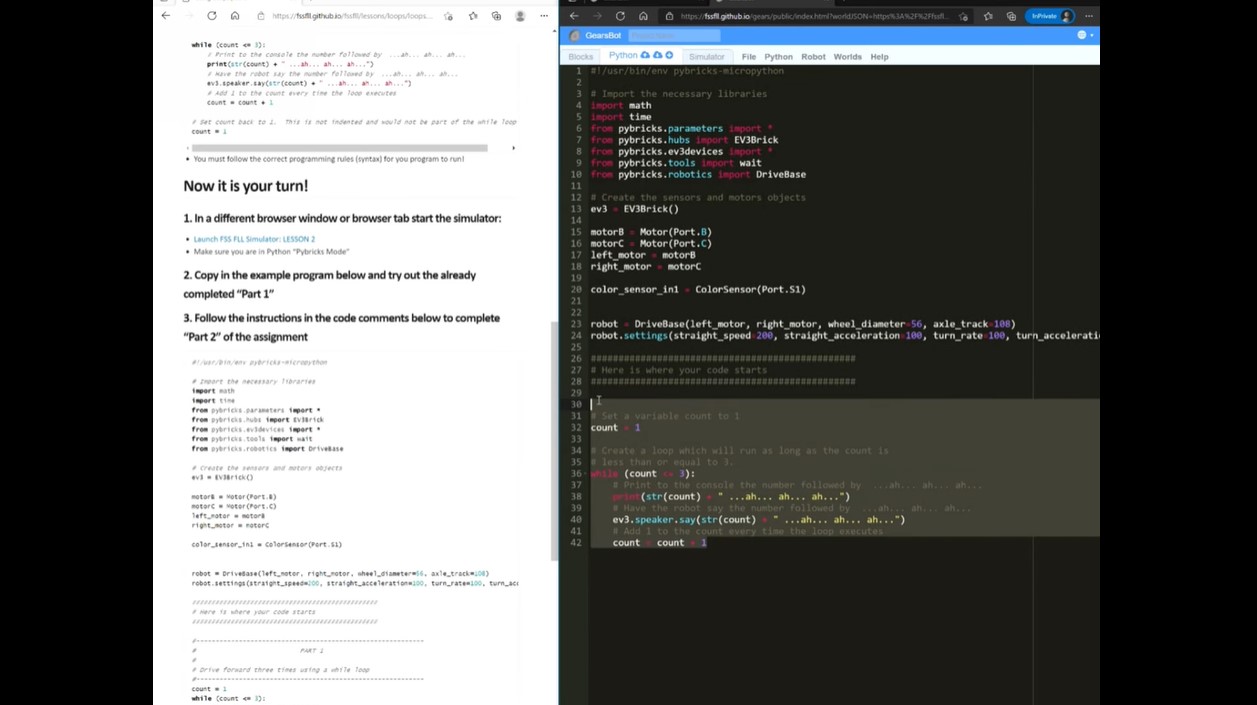 https://fssfll.github.io/fssfll/lessons/loops/loops...
while (count <= 3):
# Print to the console the number followed by ...ah... ah... ah...
print(str(count) + " ...ah... ah... ah...")
# Have the robot say the number followed by ...ah... ah... ah...
ev3.speaker.say(str(count) + " ...ah... ah... ah...")
# Add 1 to the count every time the loop executes
count = count + 1
# Set count back to 1. This is not indented and would not be part of the while loop
count = 1
• You must follow the correct programming rules (syntax) for you program to run!
Now it is your turn!
1. In a different browser window or browser tab start the simulator:
• Launch FSS FLL Simulator: LESSON 2
• Make sure you are in Python "Pybricks Mode"
2. Copy in the example program below and try out the already
completed "Part 1"
3. Follow the instructions in the code comments below to complete
"Part 2" of the assignment
#!/usr/bin/env pybricks-micropython
# Import the necessary libraries
import math
import time
from pybricks.parameters import *
from pybricks.hubs import EV3Brick
from pybricks.ev3devices import *
from pybricks.tools import wait
from pybricks.robotics import DriveBase
# Create the sensors and motors objects
ev3 = EV3Brick()
motorB = Motor(Port.B)
motorC = Motor(Port.C)
left_motor = motorB
right_motor = motorC
color_sensor_in1 = ColorSensor(Port.S1)
robot = DriveBase(left_motor, right_motor, wheel_diameter=56, axle_track=108)
robot.settings(straight_speed=200, straight_acceleration=100, turn_rate=100, turn_acc
##############################################
# Here is where your code starts
##############################################
#-----------------------------------------------------
# PART 1
#
# Drive forward three times using a while loop
#-----------------------------------------------------
count = 1
while (count <= 3):
https://fssfll.github.io/gears/public/index.html?worldJSON=https%3A%2F%2Fssfl...
InPrivate
GearsBot
Blocks Python Simulator File Python Robot Worlds Help
1 #!/usr/bin/env pybricks-micropython
2
3 # Import the necessary libraries
4 import math
5 import time
6 from pybricks.parameters import *
7 from pybricks.hubs import EV3Brick
8 from pybricks.ev3devices import *
9 from pybricks.tools import wait
10 from pybricks.robotics import DriveBase
11
12 # Create the sensors and motors objects
13 ev3 = EV3Brick()
14
15 motorB = Motor(Port.B)
16 motorC = Motor(Port.C)
17 left_motor = motorB
18 right_motor = motorC
19
20 color_sensor_in1 = ColorSensor(Port.S1)
21
22
23 robot = DriveBase(left_motor, right_motor, wheel_diameter=56, axle_track=108)
24 robot.settings(straight_speed=200, straight_acceleration=100, turn_rate=100, turn_accelerati
25
26 ################################################
27 # Here is where your code starts
28 ################################################
29
30
31 # Set a variable count to 1
32 count = 1
33
34 # Create a loop which will run as long as the count is
35 # less than or equal to 3.
36 while (count <= 3):
37 # Print to the console the number followed by ...ah... ah... ah...
38 print(str(count) + " ...ah... ah... ah...")
39 # Have the robot say the number followed by ...ah... ah... ah...
40 ev3.speaker.say(str(count) + " ...ah... ah... ah...")
41 # Add 1 to the count every time the loop executes
42 count = count + 1